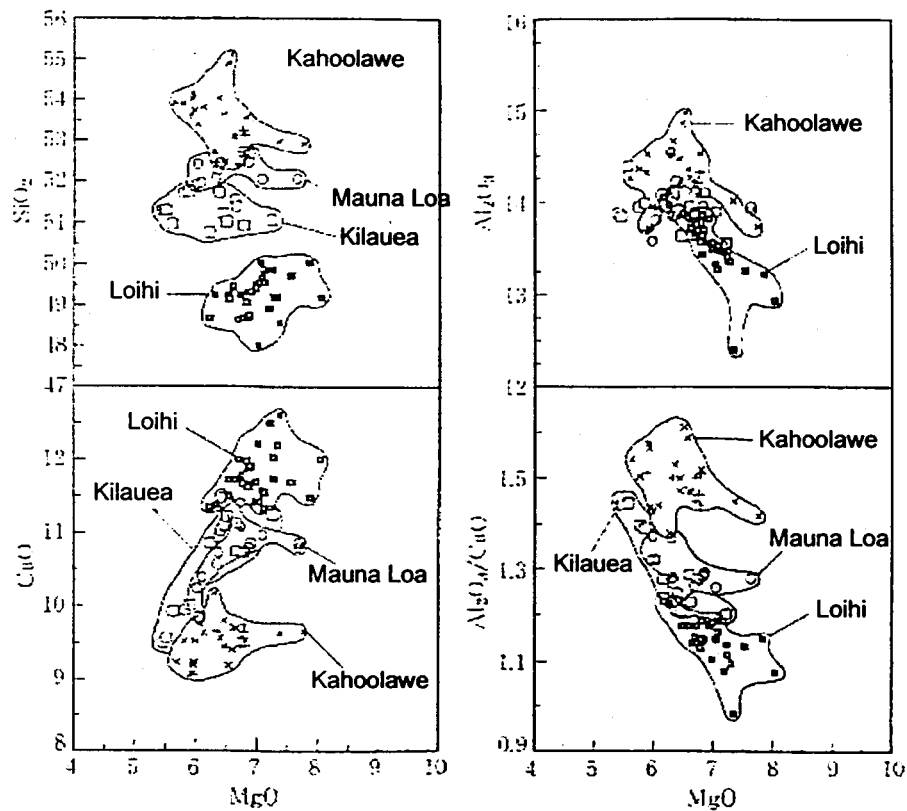 56
55
54
53
52
51
50
49
48
47
SiO₂
Kahoolawe
Mauna Loa
Kilauea
Loihi
16
15
14
13
12
Al₂O₃
Kahoolawe
Loihi
12
11
10
9
8
CaO
Loihi
Kilauea
Mauna Loa
Kahoolawe
4 5 6 7 8 9 10
MgO
1.5
1.3
1.1
0.9
Al₂O₃/CaO
Kahoolawe
Kilauea
Mauna Loa
Loihi
4 5 6 7 8 9 10
MgO